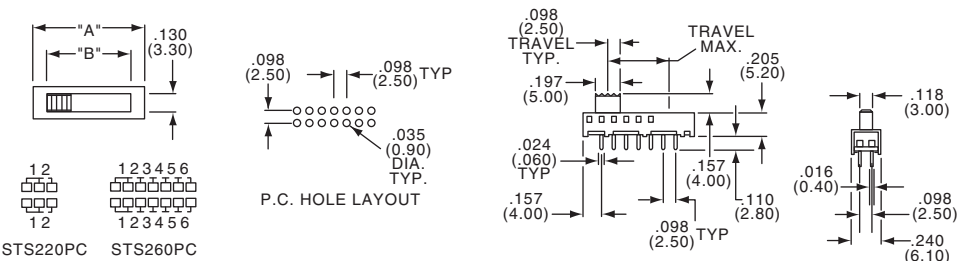 "A"
"B"
.130
(3.30)
12
12
STS220PC
123456
123456
STS260PC
.098
(2.50)
.098
(2.50) TYP
.035
(0.90)
DIA.
TYP.
P.C. HOLE LAYOUT
.098
(2.50)
TRAVEL
TYP.
TRAVEL
MAX.
.197
(5.00)
.205
(5.20)
.024
(.060)
TYP
.157
(4.00)
.157
(4.00)
.110
(2.80)
.098
(2.50) TYP
.118
(3.00)
.016
(0.40)
.098
(2.50)
.240
(6.10)